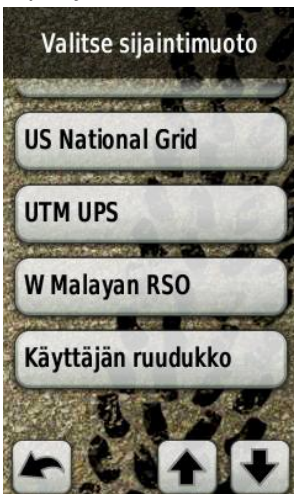 Valitse sijaintimuoto
US National Grid
UTM UPS
W Malayan RSO
Käyttäjän ruudukko